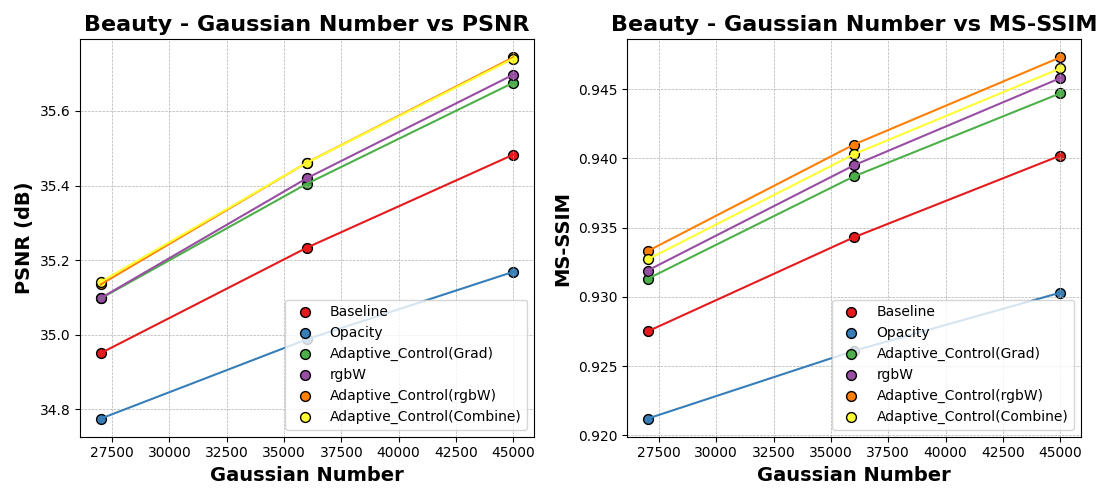 Beauty - Gaussian Number vs PSNR
PSNR (dB)
35.6
35.4
35.2
35.0
34.8
27500 30000 32500 35000 37500 40000 42500 45000
Gaussian Number
Baseline
Opacity
Adaptive_Control(Grad)
rgbW
Adaptive_Control(rgbW)
Adaptive_Control(Combine)
Beauty - Gaussian Number vs MS-SSIM
MS-SSIM
0.945
0.940
0.935
0.930
0.925
0.920
27500 30000 32500 35000 37500 40000 42500 45000
Gaussian Number
Baseline
Opacity
Adaptive_Control(Grad)
rgbW
Adaptive_Control(rgbW)
Adaptive_Control(Combine)